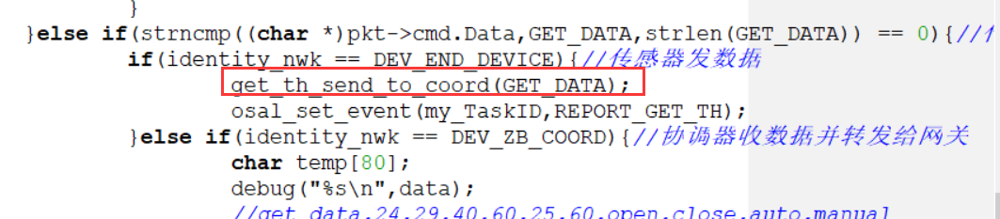 }
}else if(strncmp((char *)pkt->cmd.Data,GET_DATA,strlen(GET_DATA)) == 0){//
if(identity_nwk == DEV_END_DEVICE){//传感器发数据
get_th_send_to_coord(GET_DATA);
osal_set_event(my_TaskID,REPORT_GET_TH);
}else if(identity_nwk == DEV_ZB_COORD){//协调器收数据并转发给网关
char temp[80];
debug("%s\n",data);
//get data,24,29,40,60,25,60,open,close,auto,manual